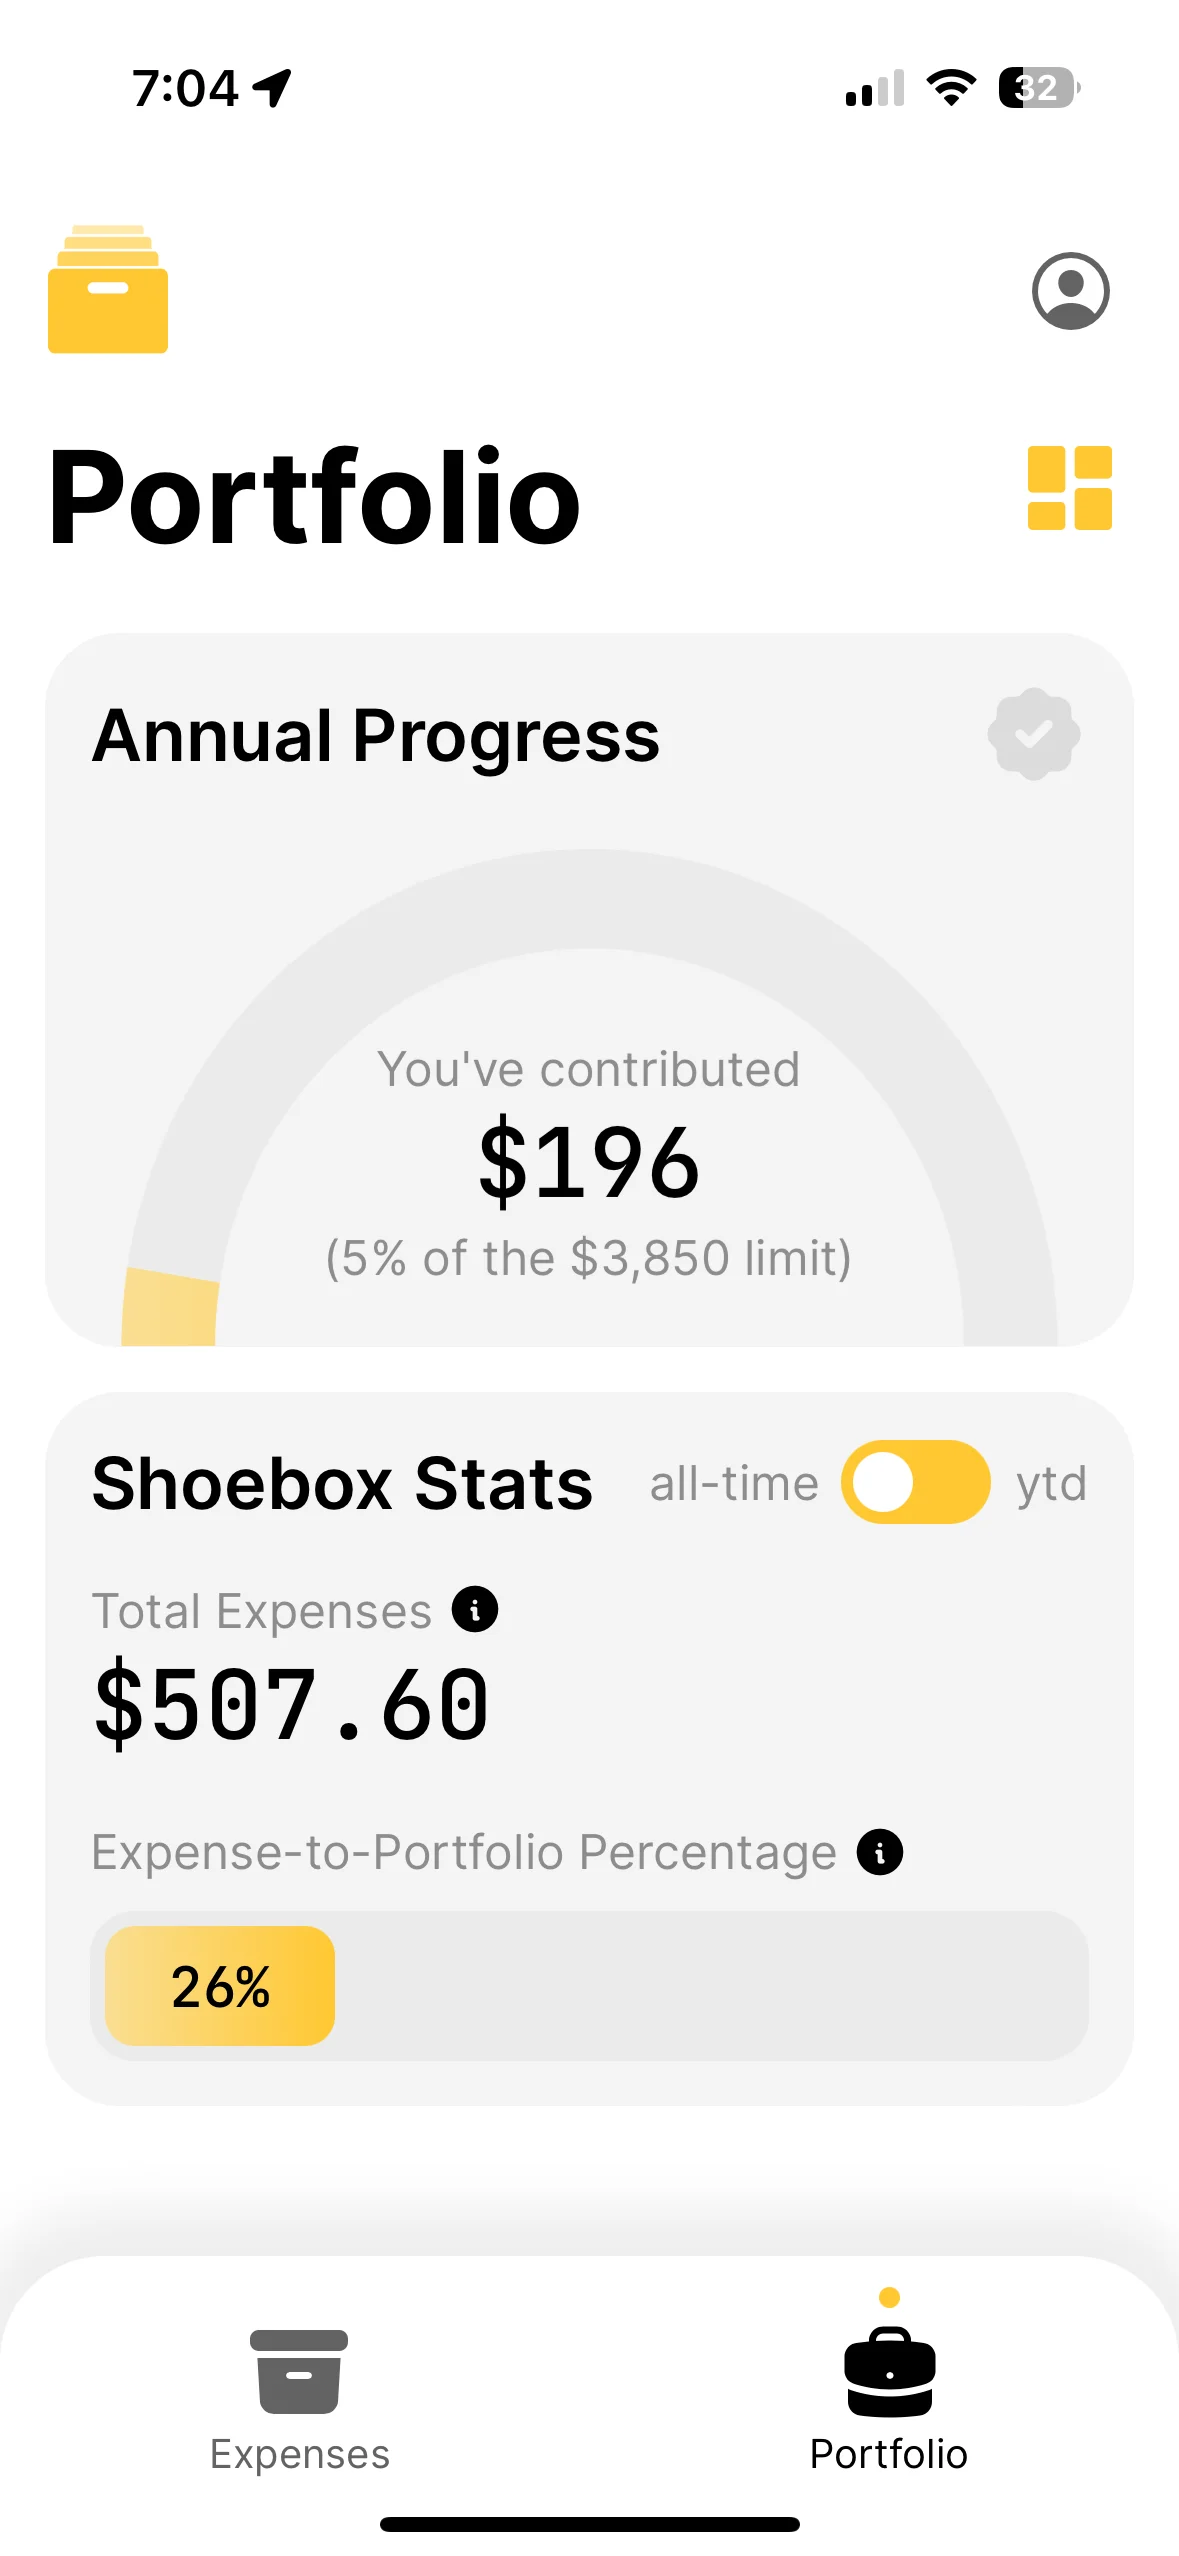 7:04
32
Portfolio
Annual Progress
You've contributed
$196
(5% of the $3,850 limit)
Shoebox Stats
all-time
ytd
Total Expenses
$507.60
Expense-to-Portfolio Percentage
26%
Expenses
Portfolio